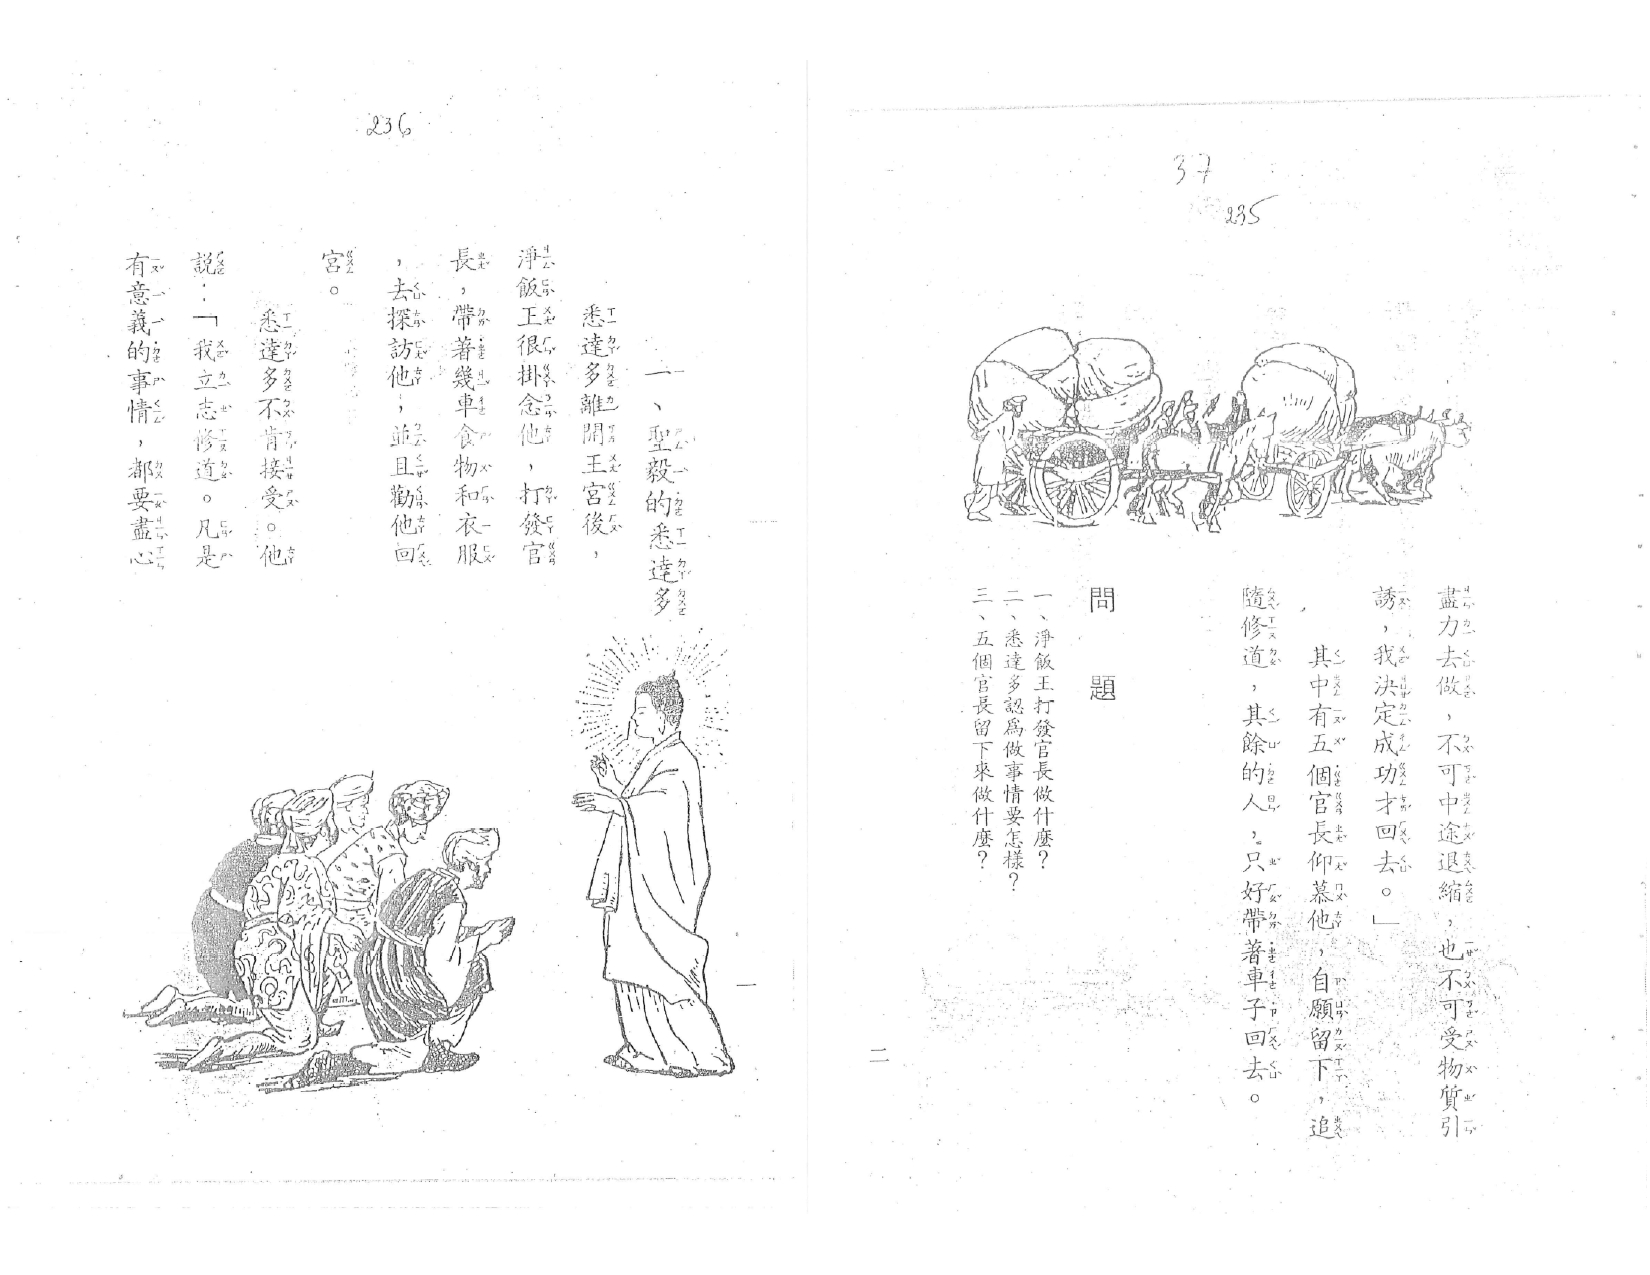 236
一、聖毅的悉達多
悉達多離開王宮後，
淨飯王很掛念他，打發官
長，帶著幾車食物和衣服
，去探訪他，並且勸他回
宮。
悉達多不肯接受。他
說：「我立志修道。凡是
有意義的事情，都要盡心
一
37
235
盡力去做，不可中途退縮，也不可受物質引
誘，我決定成功才回去。」
其中有五個官長仰慕他，自願留下，追
隨修道，其餘的人，只好帶著車子回去。
問題
一、淨飯王打發官長做什麼？
二、悉達多認為做事情要怎樣？
三、五個官長留下來做什麼？
二